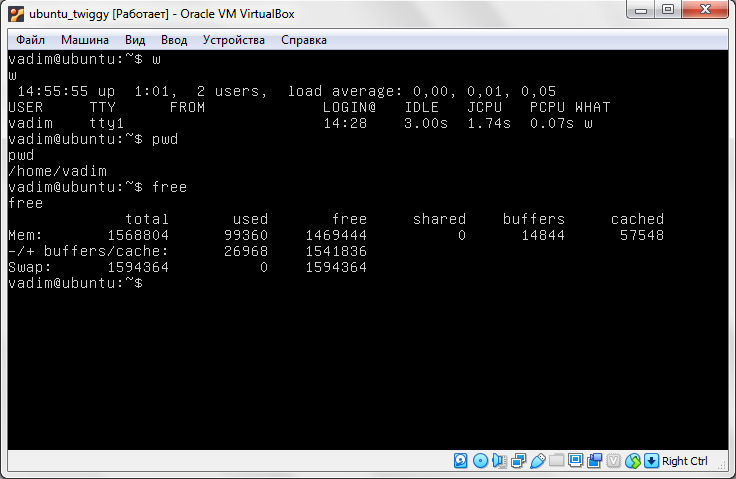 ubuntu_twiggy [Работает] - Oracle VM VirtualBox
Файл Машина Вид Ввод Устройства Справка
vadim@ubuntu:~$ w
w
 14:55:55 up  1:01,  2 users,  load average: 0,00, 0,01, 0,05
USER     TTY      FROM              LOGIN@   IDLE   JCPU   PCPU WHAT
vadim    tty1                       14:28    3.00s  1.74s  0.07s w
vadim@ubuntu:~$ pwd
pwd
/home/vadim
vadim@ubuntu:~$ free
free
             total       used       free     shared    buffers     cached
Mem:       1568804      99360    1469444          0      14844      57548
-/+ buffers/cache:      26968    1541836
Swap:      1594364          0    1594364
vadim@ubuntu:~$
Right Ctrl